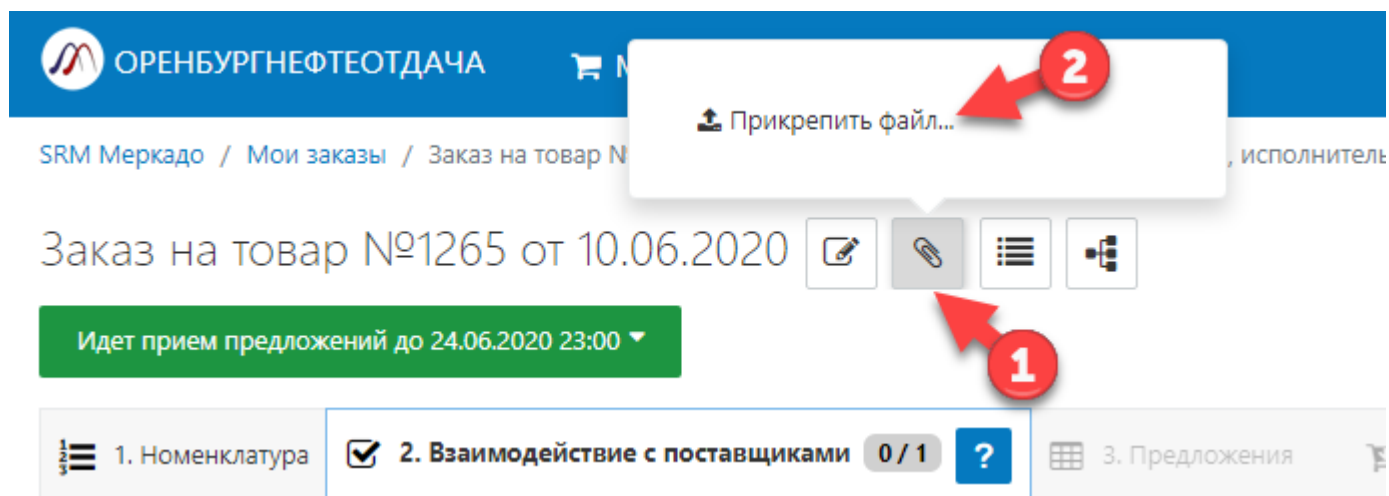 ОРЕНБУРГНЕФТЕОТДАЧА
2
Прикрепить файл...
SRM Меркадо / Мои заказы / Заказ на товар , исполнитель
Заказ на товар №1265 от 10.06.2020
Идет прием предложений до 24.06.2020 23:00
1
1. Номенклатура 2. Взаимодействие с поставщиками 0 / 1 ? 3. Предложения